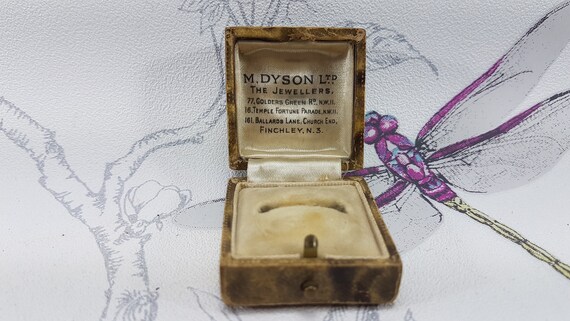 M. DYSON LTD
THE JEWELLERS.
77, GOLDERS GREEN RD. N.W.11.
16, TEMPLE FORTUNE PARADE, N.W.11.
161, BALLARDS LANE, CHURCH END,
FINCHLEY, N.3.